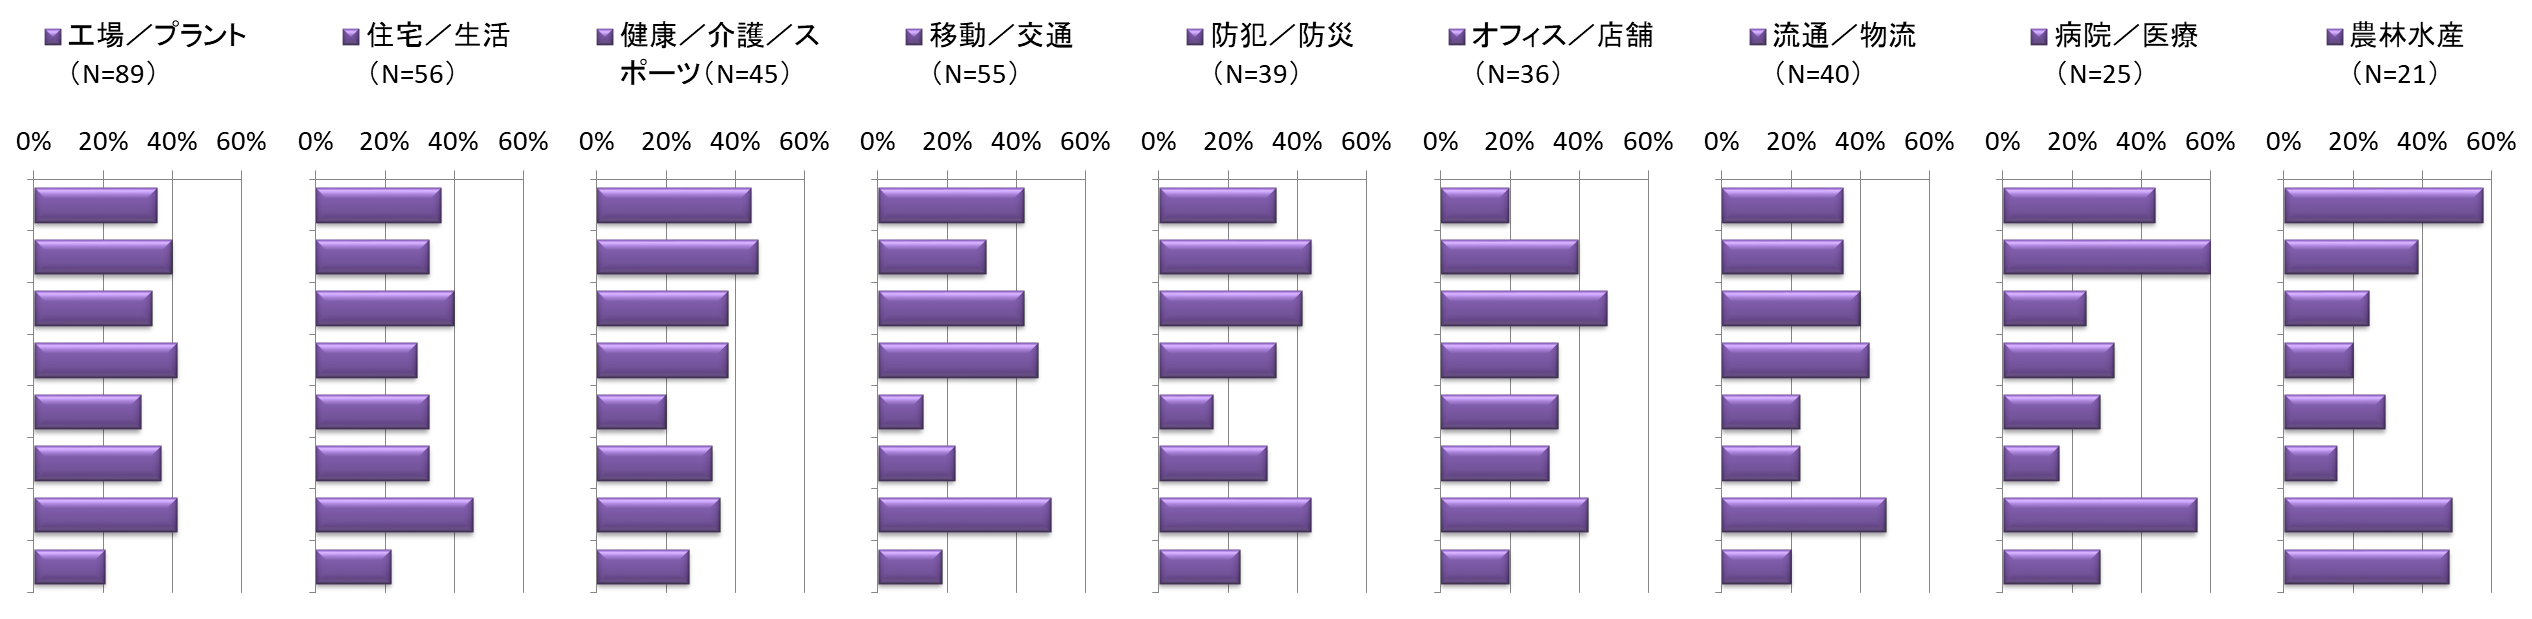 工場／プラント
（N=89）
住宅／生活
（N=56）
健康／介護／ス
ポーツ（N=45）
移動／交通
（N=55）
防犯／防災
（N=39）
オフィス／店舗
（N=36）
流通／物流
（N=40）
病院／医療
（N=25）
農林水産
（N=21）
0% 20% 40% 60%
0% 20% 40% 60%
0% 20% 40% 60%
0% 20% 40% 60%
0% 20% 40% 60%
0% 20% 40% 60%
0% 20% 40% 60%
0% 20% 40% 60%
0% 20% 40% 60%